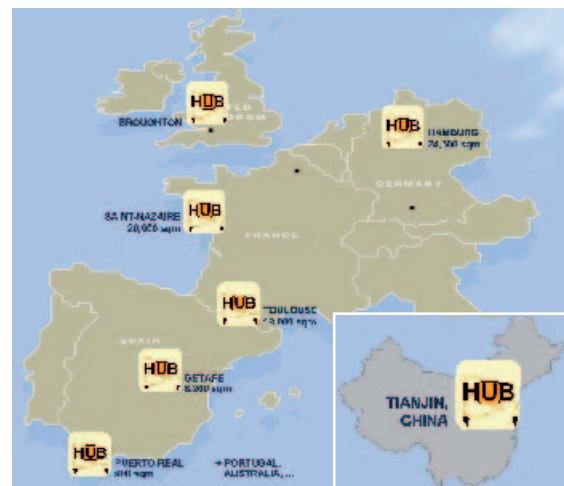 HUB
BROUGHTON
HUB
HAMBURG
HUB
SAINT-NAZAIRE
20,000 sqm
FRANCE
GERMANY
HUB
TOULOUSE
SPAIN
HUB
GETAFE
HUB
PUERTO REAL
sqm
→ PORTUGAL,
AUSTRALIA, ...
HUB
TIANJIN,
CHINA